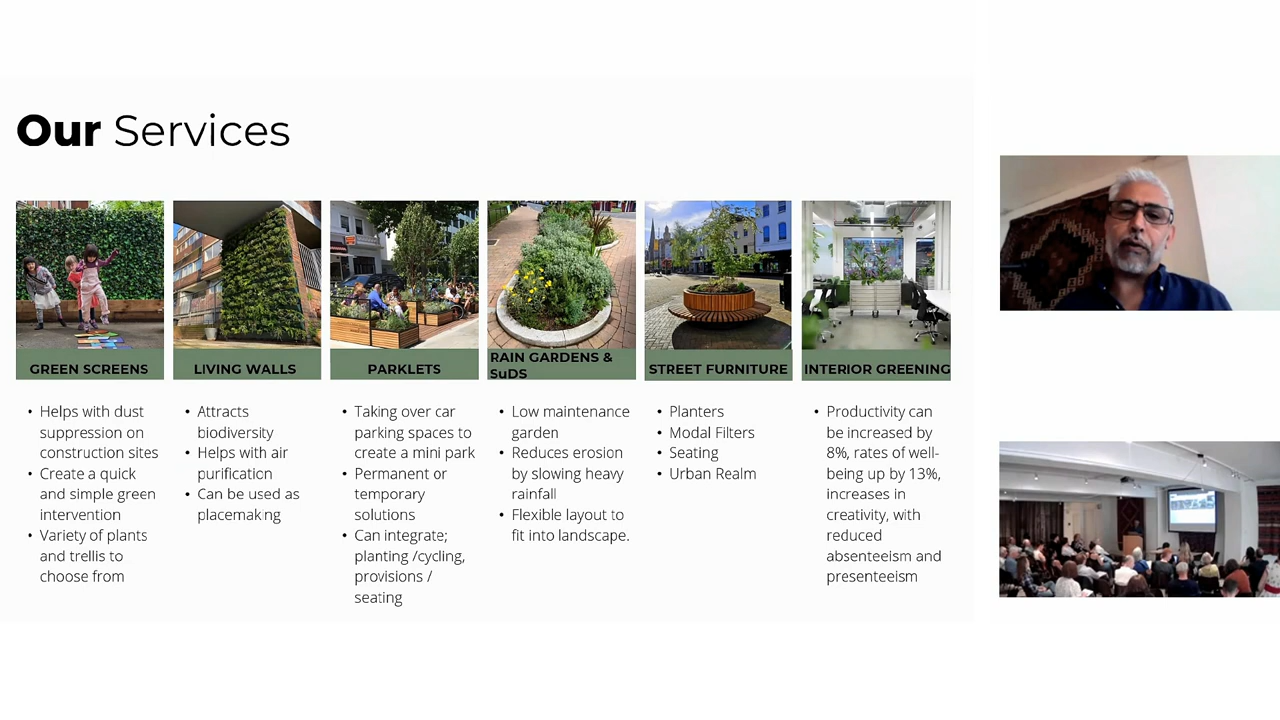 Our Services
GREEN SCREENS
Helps with dust
suppression on
construction sites
Create a quick
and simple green
intervention
Variety of plants
and trellis to
choose from
LIVING WALLS
Attracts
biodiversity
Helps with air
purification
Can be used as
placemaking
PARKLETS
Taking over car
parking spaces to
create a mini park
Permanent or
temporary
solutions
Can integrate;
planting /cycling,
provisions /
seating
RAIN GARDENS &
SuDS
Low maintenance
garden
Reduces erosion
by slowing heavy
rainfall
Flexible layout to
fit into landscape.
STREET FURNITURE
Planters
Modal Filters
Seating
Urban Realm
INTERIOR GREENING
Productivity can
be increased by
8%, rates of well-
being up by 13%,
increases in
creativity, with
reduced
absenteeism and
presenteeism